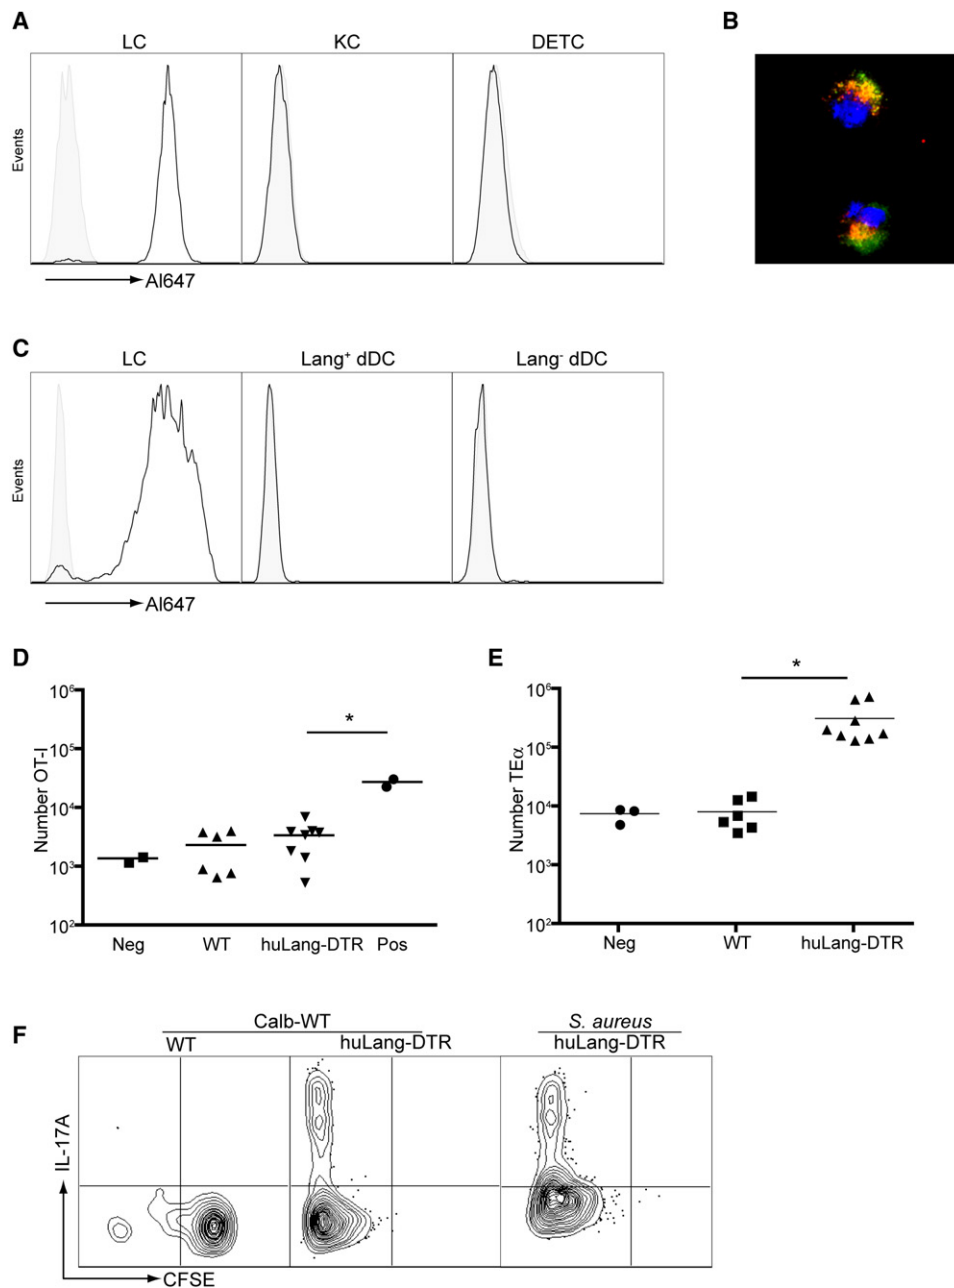 A
B
LC KC DETC
Events
Al647
C
LC Lang⁺ dDC Lang⁻ dDC
Events
Al647
D
E
Number OT-I
10⁶
10⁵
10⁴
10³
10²
*
Neg WT huLang-DTR Pos
Number TEα
10⁶
10⁵
10⁴
10³
10²
*
Neg WT huLang-DTR
F
Calb-WT S. aureus
WT huLang-DTR huLang-DTR
IL-17A
CFSE